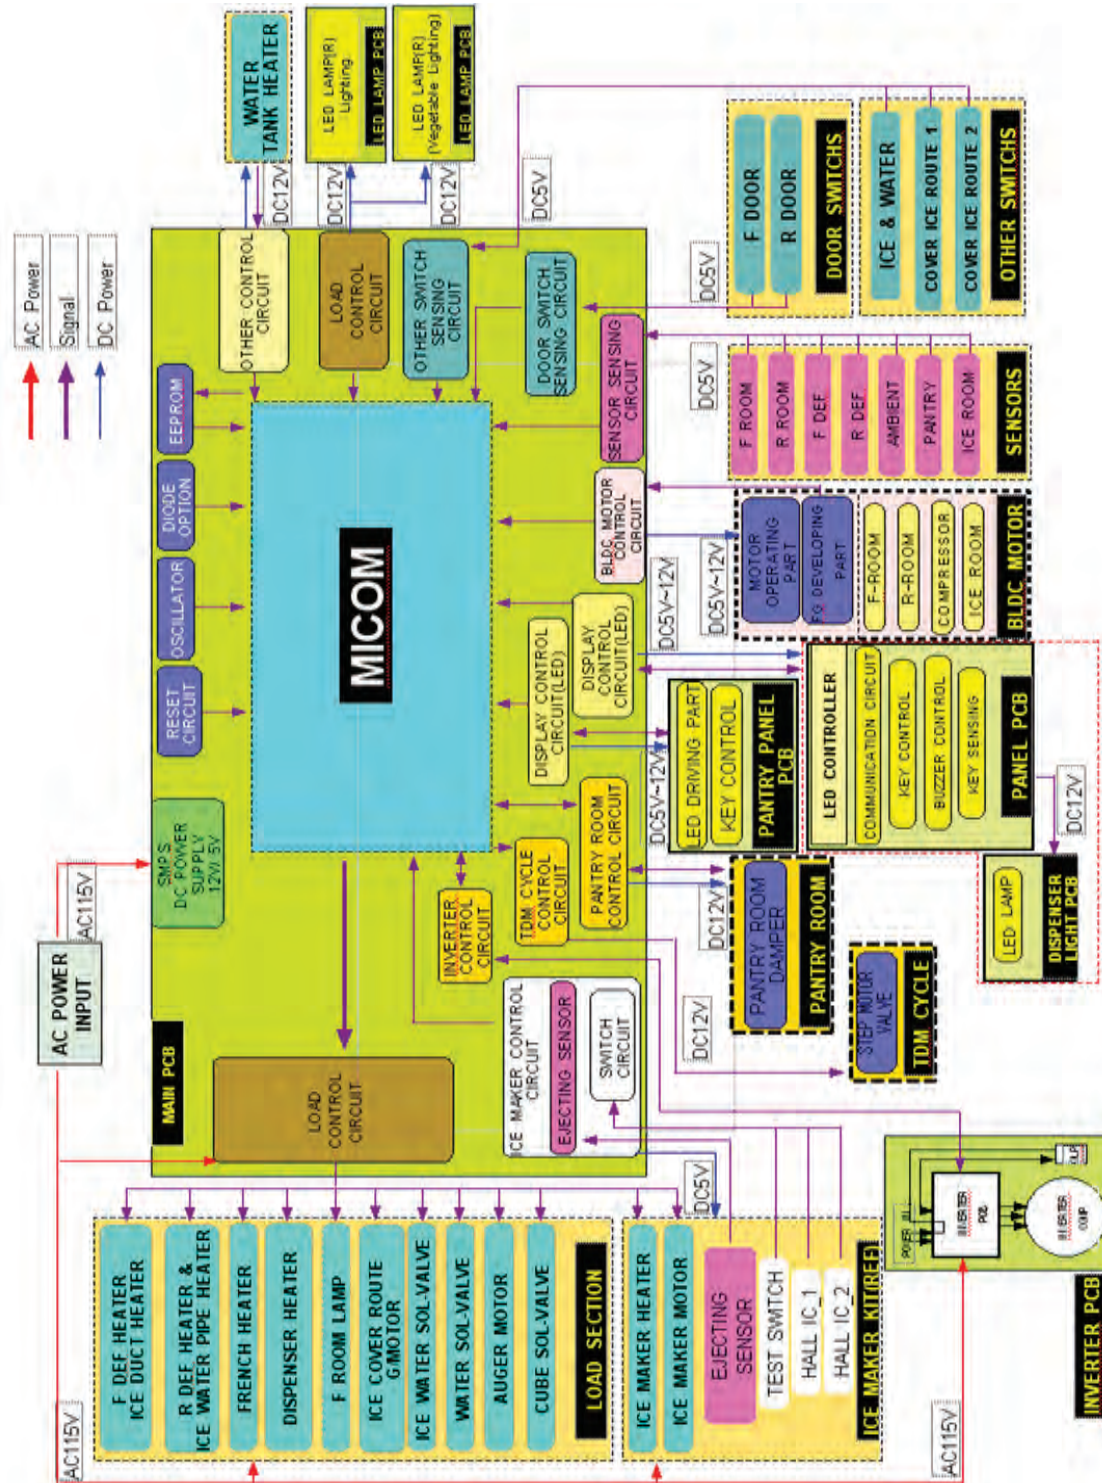 AC115V
F DEF HEATER
ICE DUCT HEATER
R DEF HEATER &
ICE WATER PIPE HEATER
FRENCH HEATER
DISPENSER HEATER
F ROOM LAMP
ICE COVER ROUTE
G/MOTOR
ICE WATER SOL-VALVE
WATER SOL-VALVE
AUGER MOTOR
CUBE SOL-VALVE
LOAD SECTION
ICE MAKER HEATER
ICE MAKER MOTOR
EJECTING
SENSOR
TEST SWITCH
HALL IC_1
HALL IC_2
ICE MAKER KIT(REF)
AC115V
INVERTER
PCB
INVERTER
COMP
OLP
INVERTER PCB
AC POWER
INPUT
AC115V
MAIN PCB
LOAD
CONTROL
CIRCUIT
ICE MAKER CONTROL
CIRCUIT
EJECTING SENSOR
SWITCH
CIRCUIT
DC5V
SMPS
DC POWER
SUPPLY
12V/ 5V
RESET
CIRCUIT
OSCILLATOR
DIODE
OPTION
EEPROM
MICOM
INVERTER
CONTROL
CIRCUIT
TDM CYCLE
CONTROL
CIRCUIT
PANTRY ROOM
CONTROL CIRCUIT
DISPLAY CONTROL
CIRCUIT(LED)
DISPLAY
CONTROL
CIRCUIT(LED)
BLDC MOTOR
CONTROL
CIRCUIT
SENSOR SENSING
CIRCUIT
DOOR SWITCH
SENSING CIRCUIT
OTHER SWITCH
SENSING
CIRCUIT
LOAD
CONTROL
CIRCUIT
OTHER CONTROL
CIRCUIT
AC Power
Signal
DC Power
WATER
TANK HEATER
DC12V
LED LAMP(R)
Lighting
LED LAMP PCB
DC12V
LED LAMP(R)
(Vegetable Lighting)
LED LAMP PCB
DC12V
DC5V
DC12V
STEP MOTOR
VALVE
TDM CYCLE
DC12V
PANTRY ROOM
DAMPER
PANTRY ROOM
DC5V~12V
LED DRIVING PART
KEY CONTROL
PANTRY PANEL
PCB
DC5V~12V
LED CONTROLLER
COMMUNICATION CIRCUIT
KEY CONTROL
BUZZER CONTROL
KEY SENSING
PANEL PCB
DC12V
LED LAMP
DISPENSER
LIGHT PCB
DC5V~12V
MOTOR
OPERATING
PART
FG DEVELOPING
PART
F-ROOM
R-ROOM
COMPRESSOR
ICE ROOM
BLDC MOTOR
DC5V
F ROOM
R ROOM
F DEF
R DEF
AMBIENT
PANTRY
ICE ROOM
SENSORS
DC5V
F DOOR
R DOOR
DOOR SWITCHS
ICE & WATER
COVER ICE ROUTE 1
COVER ICE ROUTE 2
OTHER SWITCHS